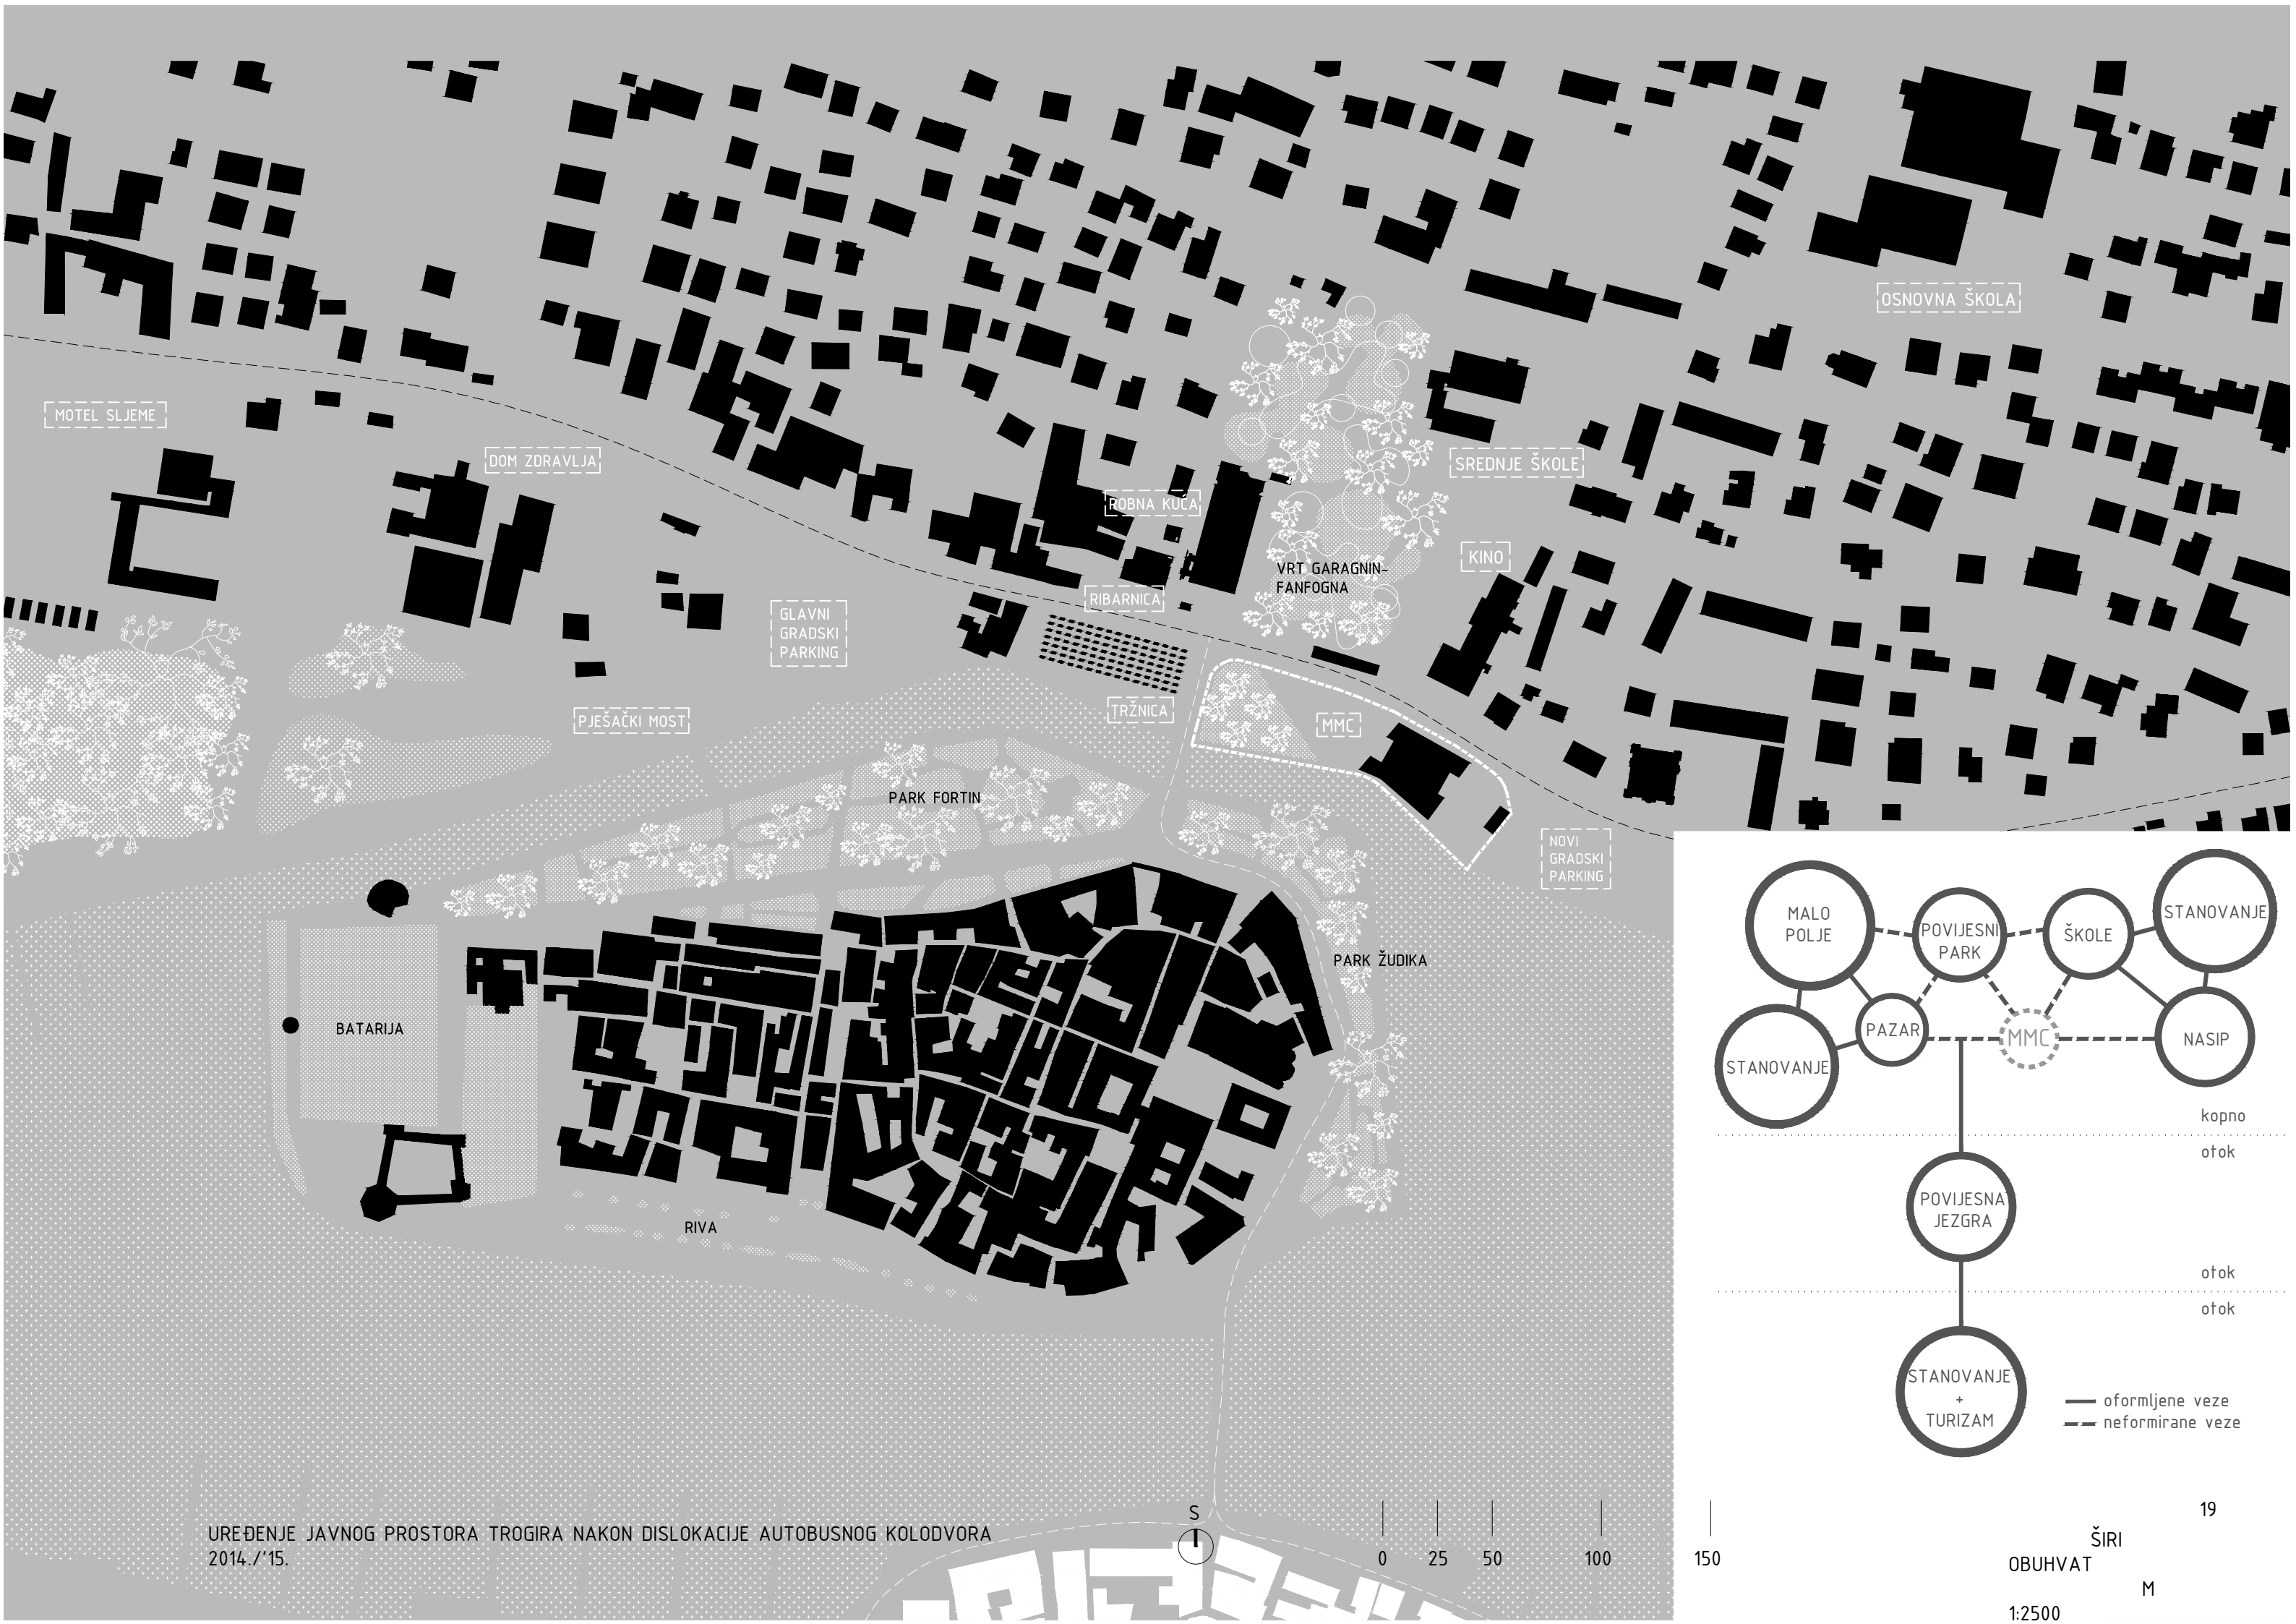 OSNOVNA ŠKOLA
MOTEL SLJEME
DOM ZDRAVLJA
SREDNJE ŠKOLE
ROBNA KUĆA
KINO
VRT GARAGNIN-
FANFOGNA
RIBARNICA
GLAVNI
GRADSKI
PARKING
TRŽNICA
PJEŠAČKI MOST
MMC
PARK FORTIN
NOVI
GRADSKI
PARKING
PARK ŽUDIKA
BATARIJA
RIVA
MALO
POLJE
POVIJESNI
PARK
ŠKOLE
STANOVANJE
PAZAR
MMC
NASIP
STANOVANJE
kopno
otok
POVIJESNA
JEZGRA
otok
otok
STANOVANJE
+
TURIZAM
oformljene veze
neformirane veze
UREĐENJE JAVNOG PROSTORA TROGIRA NAKON DISLOKACIJE AUTOBUSNOG KOLODVORA
2014./'15.
S
0 25 50 100 150
19
ŠIRI
OBUHVAT
M
1:2500